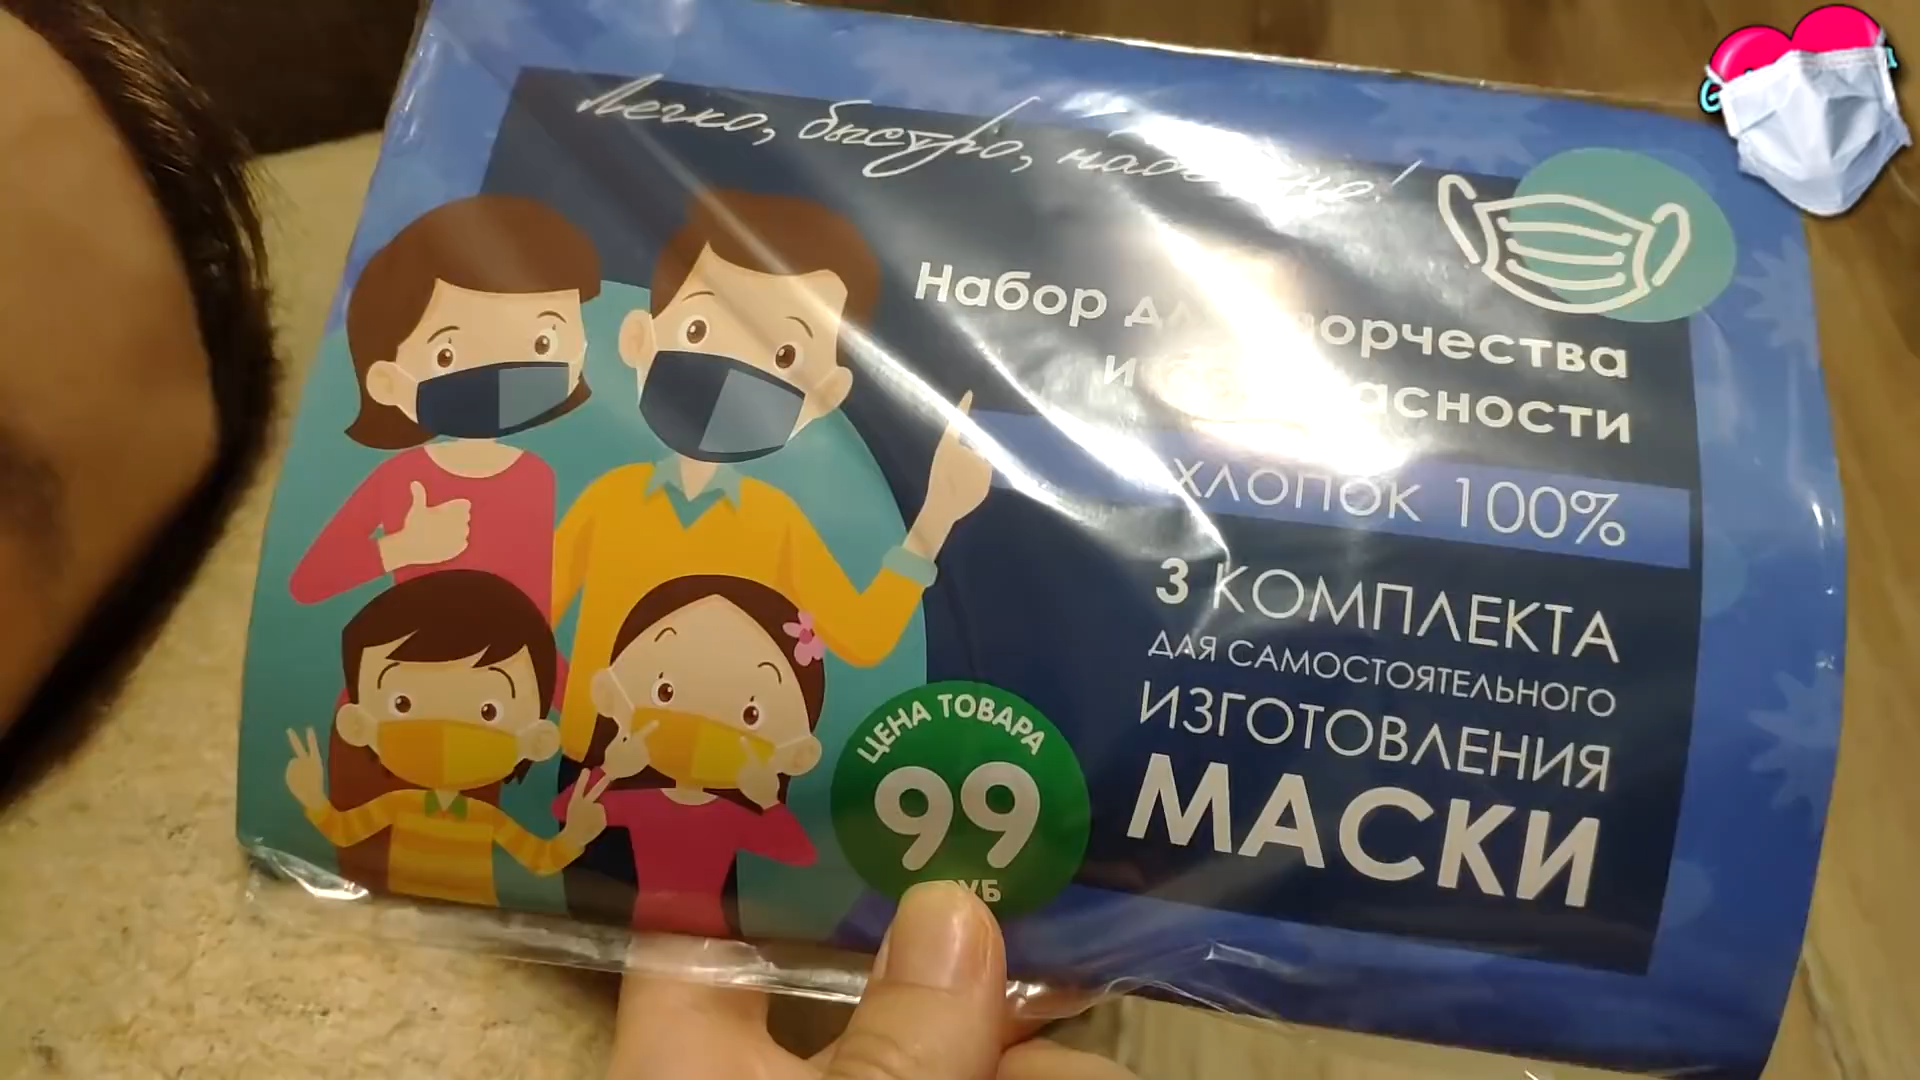 Легко, быстро, надежно!
Набор для творчества
и безопасности
ХЛОПОК 100%
3 КОМПЛЕКТА
ДЛЯ САМОСТОЯТЕЛЬНОГО
ИЗГОТОВЛЕНИЯ
МАСКИ
ЦЕНА ТОВАРА
99
РУБ